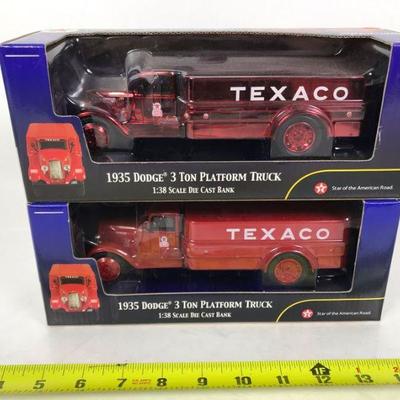 TEXACO
1935 DODGE® 3 TON PLATFORM TRUCK
1:38 SCALE DIE CAST BANK
Star of the American Road.
TEXACO
1935 DODGE® 3 TON PLATFORM TRUCK
1:38 SCALE DIE CAST BANK
Star of the American Road.
4 5 6 7 8 9 10 11 1F 12 13